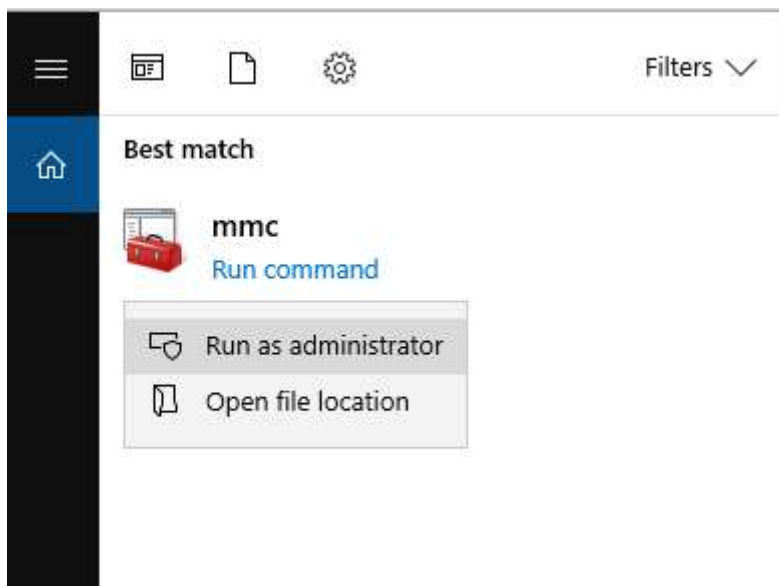 Filters
Best match
mmc
Run command
Run as administrator
Open file location